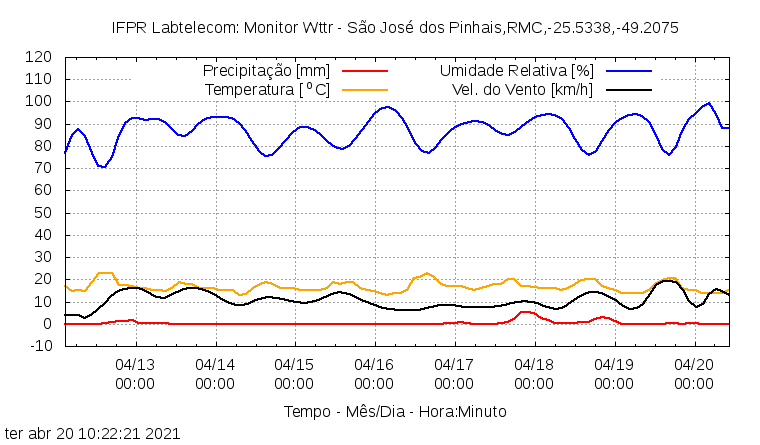 IFPR Labtelecom: Monitor Wttr - São José dos Pinhais,RMC,-25.5338,-49.2075
Precipitação [mm] Umidade Relativa [%]
Temperatura [⁰C] Vel. do Vento [km/h]
120
110
100
90
80
70
60
50
40
30
20
10
0
-10
04/13 04/14 04/15 04/16 04/17 04/18 04/19 04/20
00:00 00:00 00:00 00:00 00:00 00:00 00:00 00:00
Tempo - Mês/Dia - Hora:Minuto
ter abr 20 10:22:21 2021